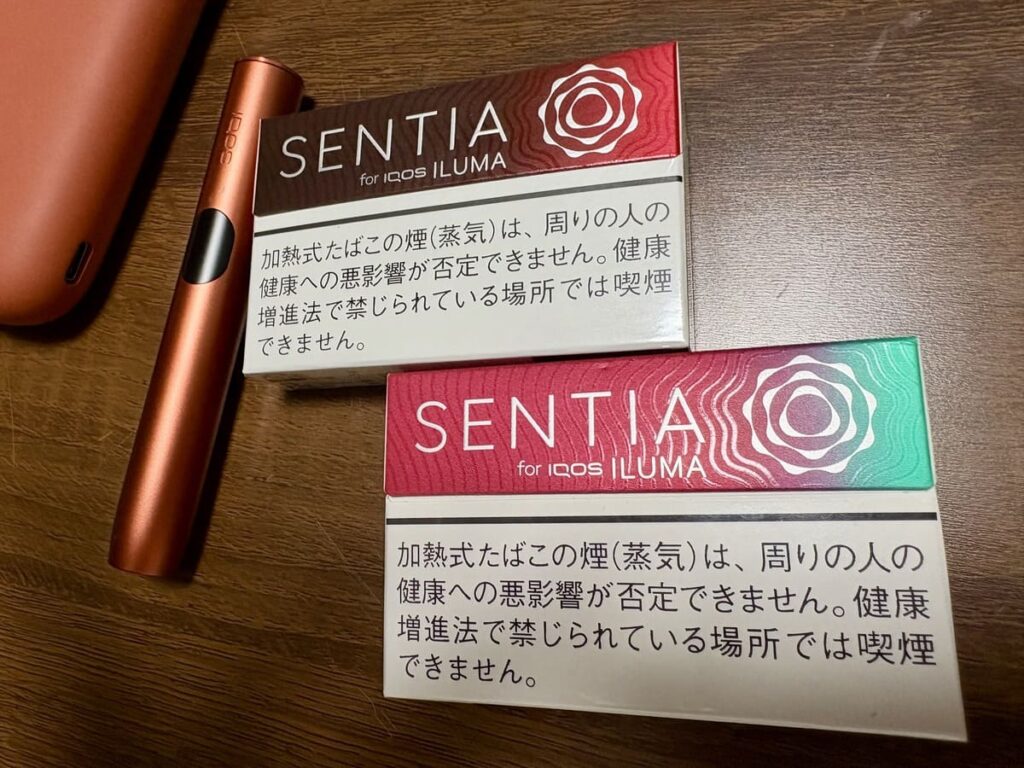 IQOS
SENTIA
for IQOS ILUMA
加熱式たばこの煙(蒸気)は、周りの人の
健康への悪影響が否定できません。健康
増進法で禁じられている場所では喫煙
できません。
SENTIA
for IQOS ILUMA
加熱式たばこの煙(蒸気)は、周りの人の
健康への悪影響が否定できません。健康
増進法で禁じられている場所では喫煙
できません。